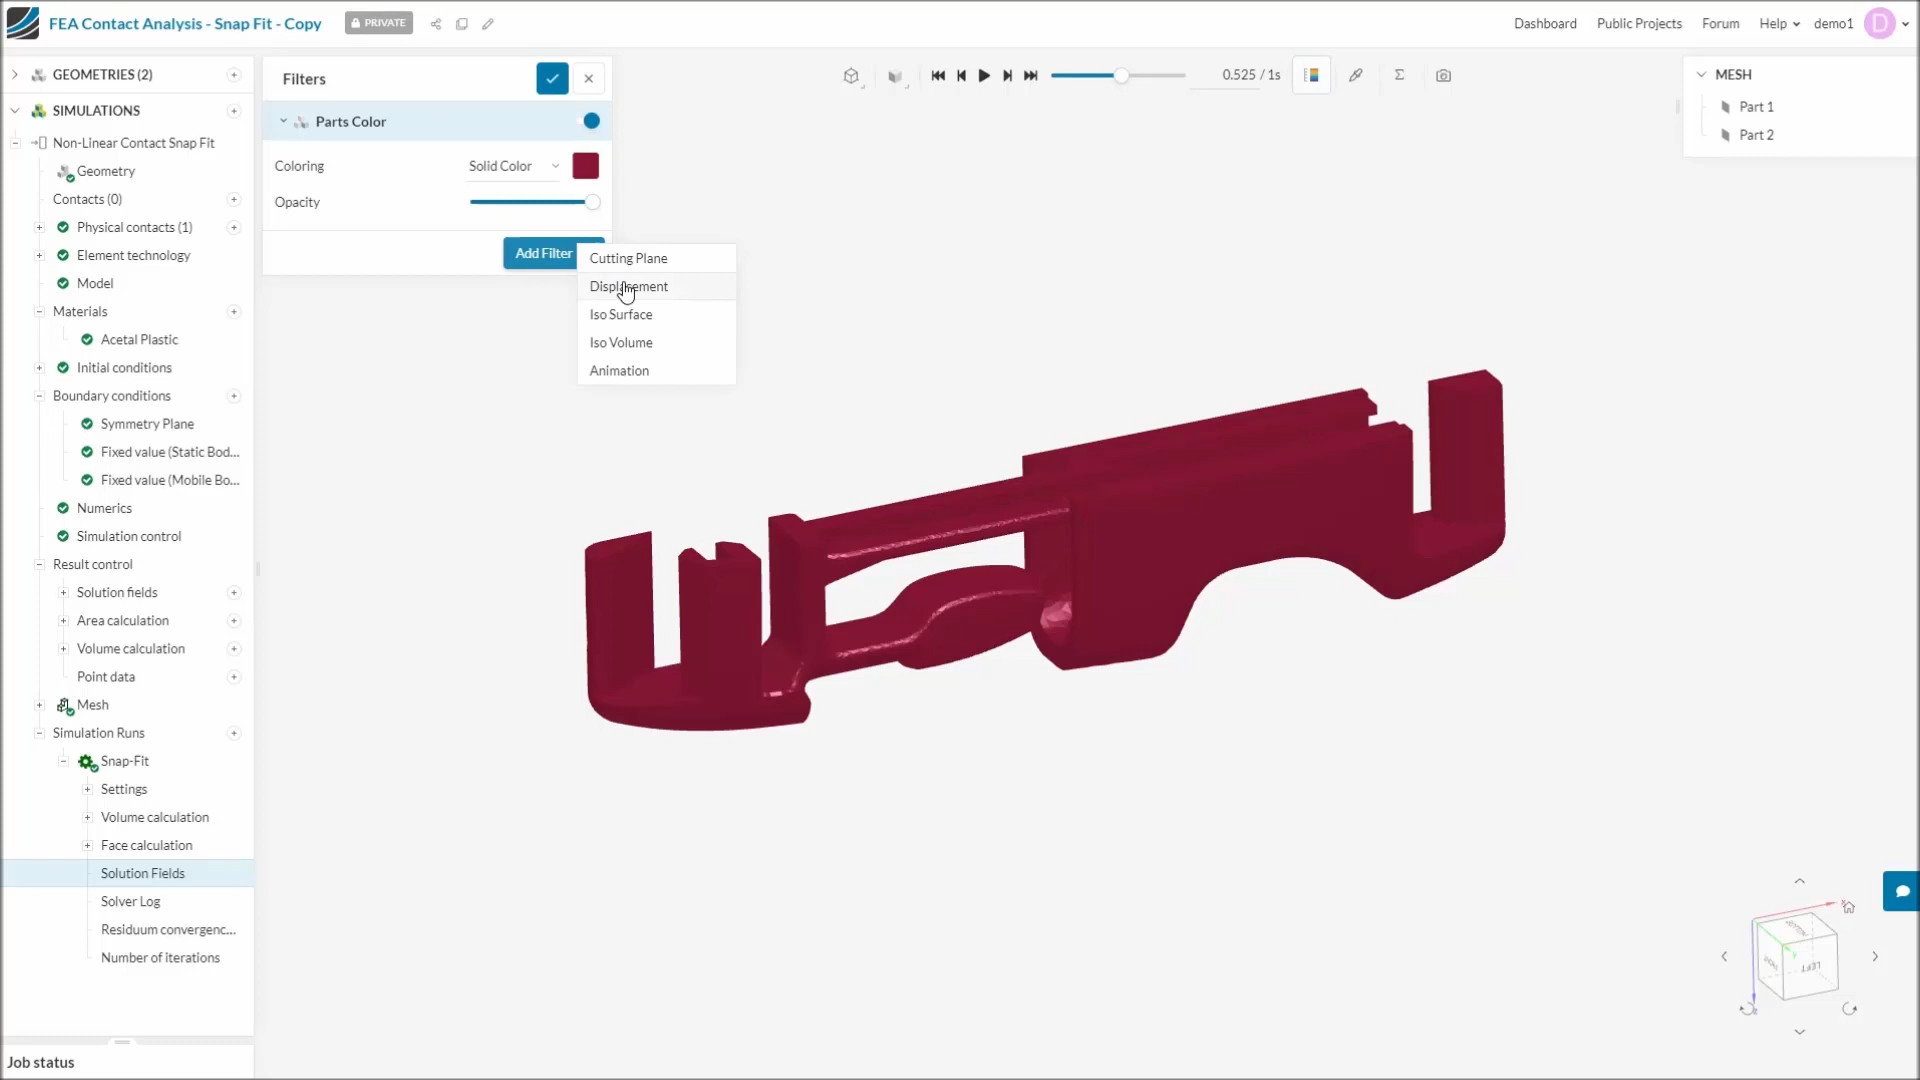 FEA Contact Analysis - Snap Fit - Copy
PRIVATE
Dashboard
Public Projects
Forum
Help
demo1
D
GEOMETRIES (2)
SIMULATIONS
Non-Linear Contact Snap Fit
Geometry
Contacts (0)
Physical contacts (1)
Element technology
Model
Materials
Acetal Plastic
Initial conditions
Boundary conditions
Symmetry Plane
Fixed value (Static Bod...
Fixed value (Mobile Bo...
Numerics
Simulation control
Result control
Solution fields
Area calculation
Volume calculation
Point data
Mesh
Simulation Runs
Snap-Fit
Settings
Volume calculation
Face calculation
Solution Fields
Solver Log
Residuum convergenc...
Number of iterations
Job status
Filters
Parts Color
Coloring
Solid Color
Opacity
Add Filter
Cutting Plane
Displacement
Iso Surface
Iso Volume
Animation
0.525 / 1s
Σ
MESH
Part 1
Part 2
LEFT